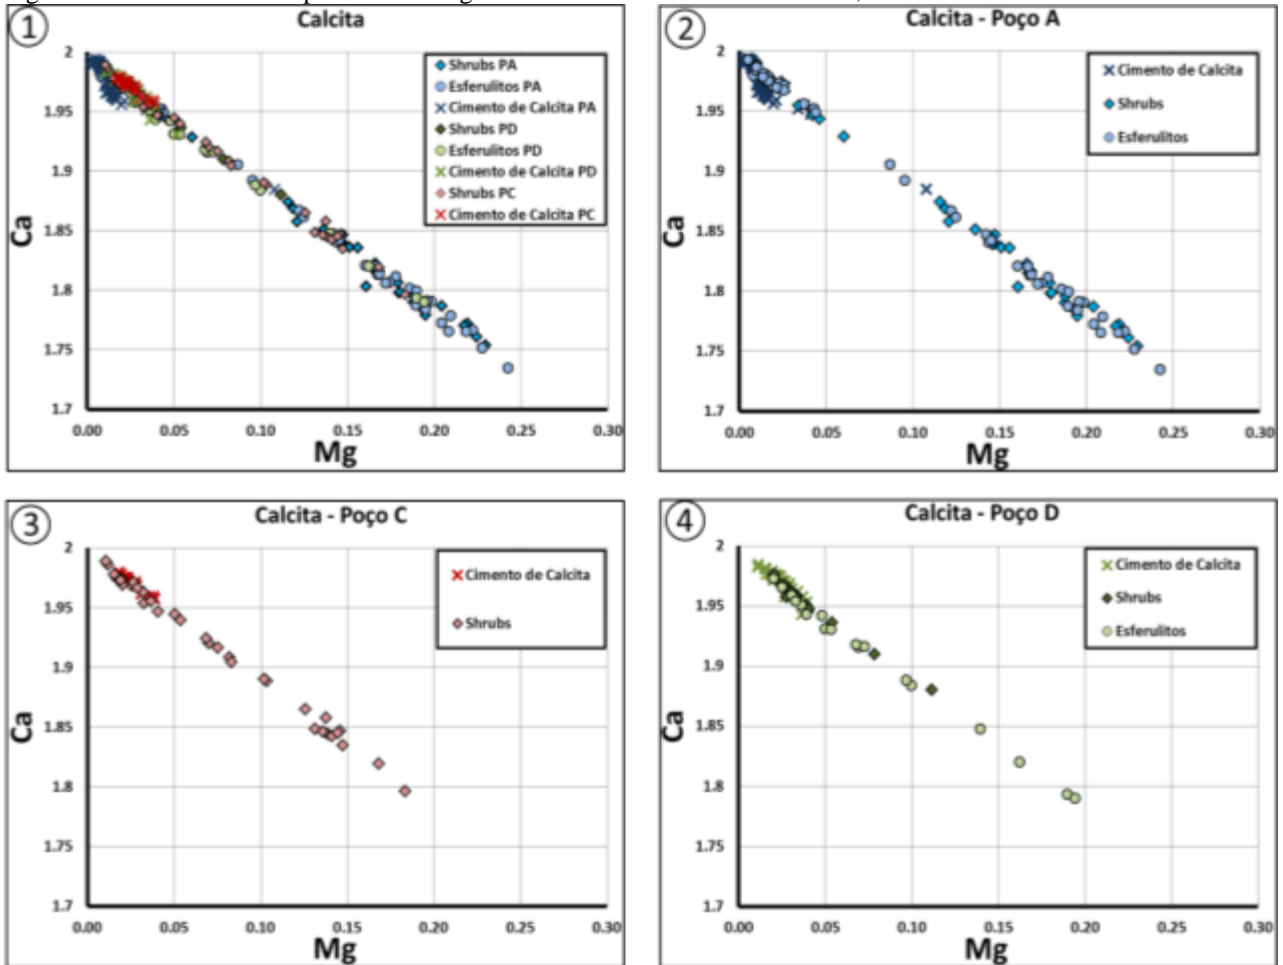 1
Calcita
2
1.95
1.9
1.85
1.8
1.75
1.7
Ca
0.00 0.05 0.10 0.15 0.20 0.25 0.30
Mg
Shrubs PA
Esferulitos PA
Cimento de Calcita PA
Shrubs PD
Esferulitos PD
Cimento de Calcita PD
Shrubs PC
Cimento de Calcita PC
2
Calcita - Poço A
2
1.95
1.9
1.85
1.8
1.75
1.7
Ca
0.00 0.05 0.10 0.15 0.20 0.25 0.30
Mg
Cimento de Calcita
Shrubs
Esferulitos
3
Calcita - Poço C
2
1.95
1.9
1.85
1.8
1.75
1.7
Ca
0.00 0.05 0.10 0.15 0.20 0.25 0.30
Mg
Cimento de Calcita
Shrubs
4
Calcita - Poço D
2
1.95
1.9
1.85
1.8
1.75
1.7
Ca
0.00 0.05 0.10 0.15 0.20 0.25 0.30
Mg
Cimento de Calcita
Shrubs
Esferulitos